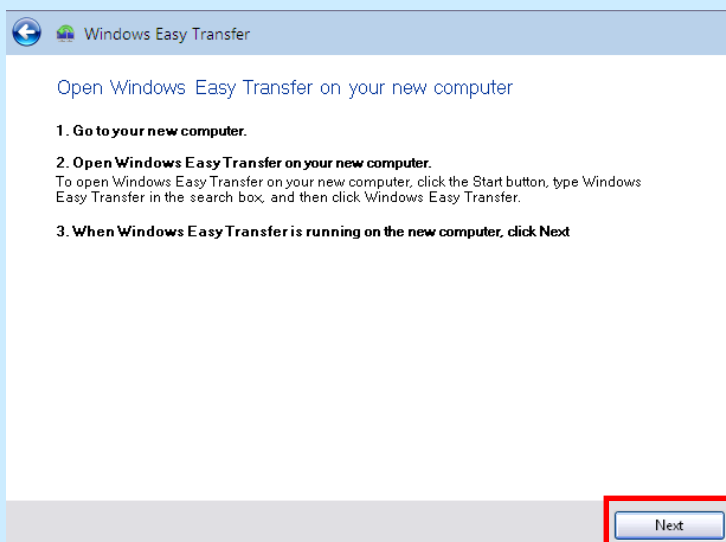 Windows Easy Transfer
Open Windows Easy Transfer on your new computer
1. Go to your new computer.
2. Open Windows Easy Transfer on your new computer.
To open Windows Easy Transfer on your new computer, click the Start button, type Windows
Easy Transfer in the search box, and then click Windows Easy Transfer.
3. When Windows Easy Transfer is running on the new computer, click Next
Next